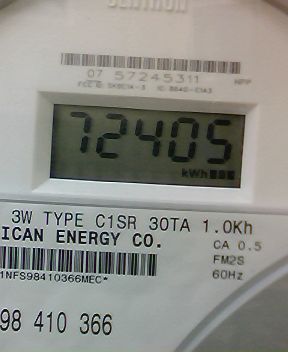 07 57245311
72405
kWh
3W TYPE C1SR 30TA 1.0Kh
ICAN ENERGY CO.
CA 0.5
FM2S
60Hz
1NFS98410366MEC*
98 410 366